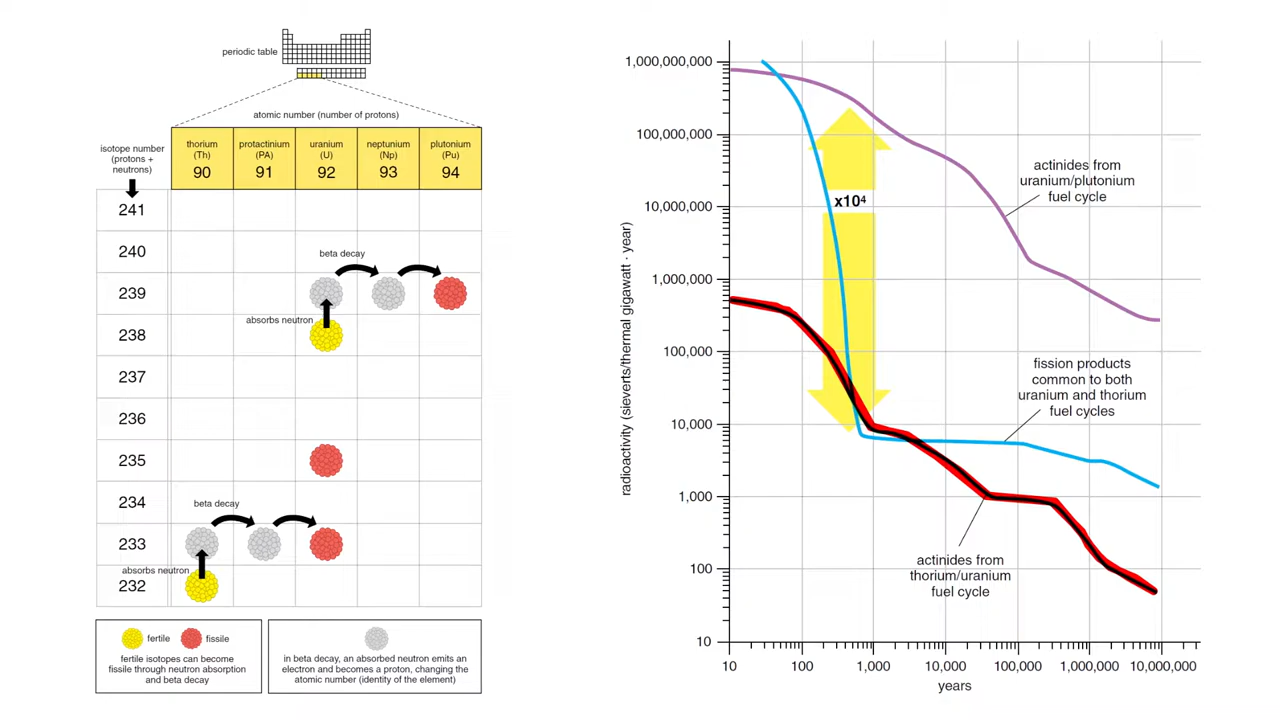 periodic table
atomic number (number of protons)
isotope number
(protons +
neutrons)
thorium
(Th)
90
protactinium
(PA)
91
uranium
(U)
92
neptunium
(Np)
93
plutonium
(Pu)
94
241
240
239
238
237
236
235
234
233
232
beta decay
absorbs neutron
beta decay
absorbs neutron
fertile
fissile
fertile isotopes can become
fissile through neutron absorption
and beta decay
in beta decay, an absorbed neutron emits an
electron and becomes a proton, changing the
atomic number (identity of the element)
radioactivity (sieverts/thermal gigawatt · year)
1,000,000,000
100,000,000
10,000,000
1,000,000
100,000
10,000
1,000
100
10
x10⁴
actinides from
uranium/plutonium
fuel cycle
fission products
common to both
uranium and thorium
fuel cycles
actinides from
thorium/uranium
fuel cycle
10
100
1,000
10,000
100,000
1,000,000
10,000,000
years